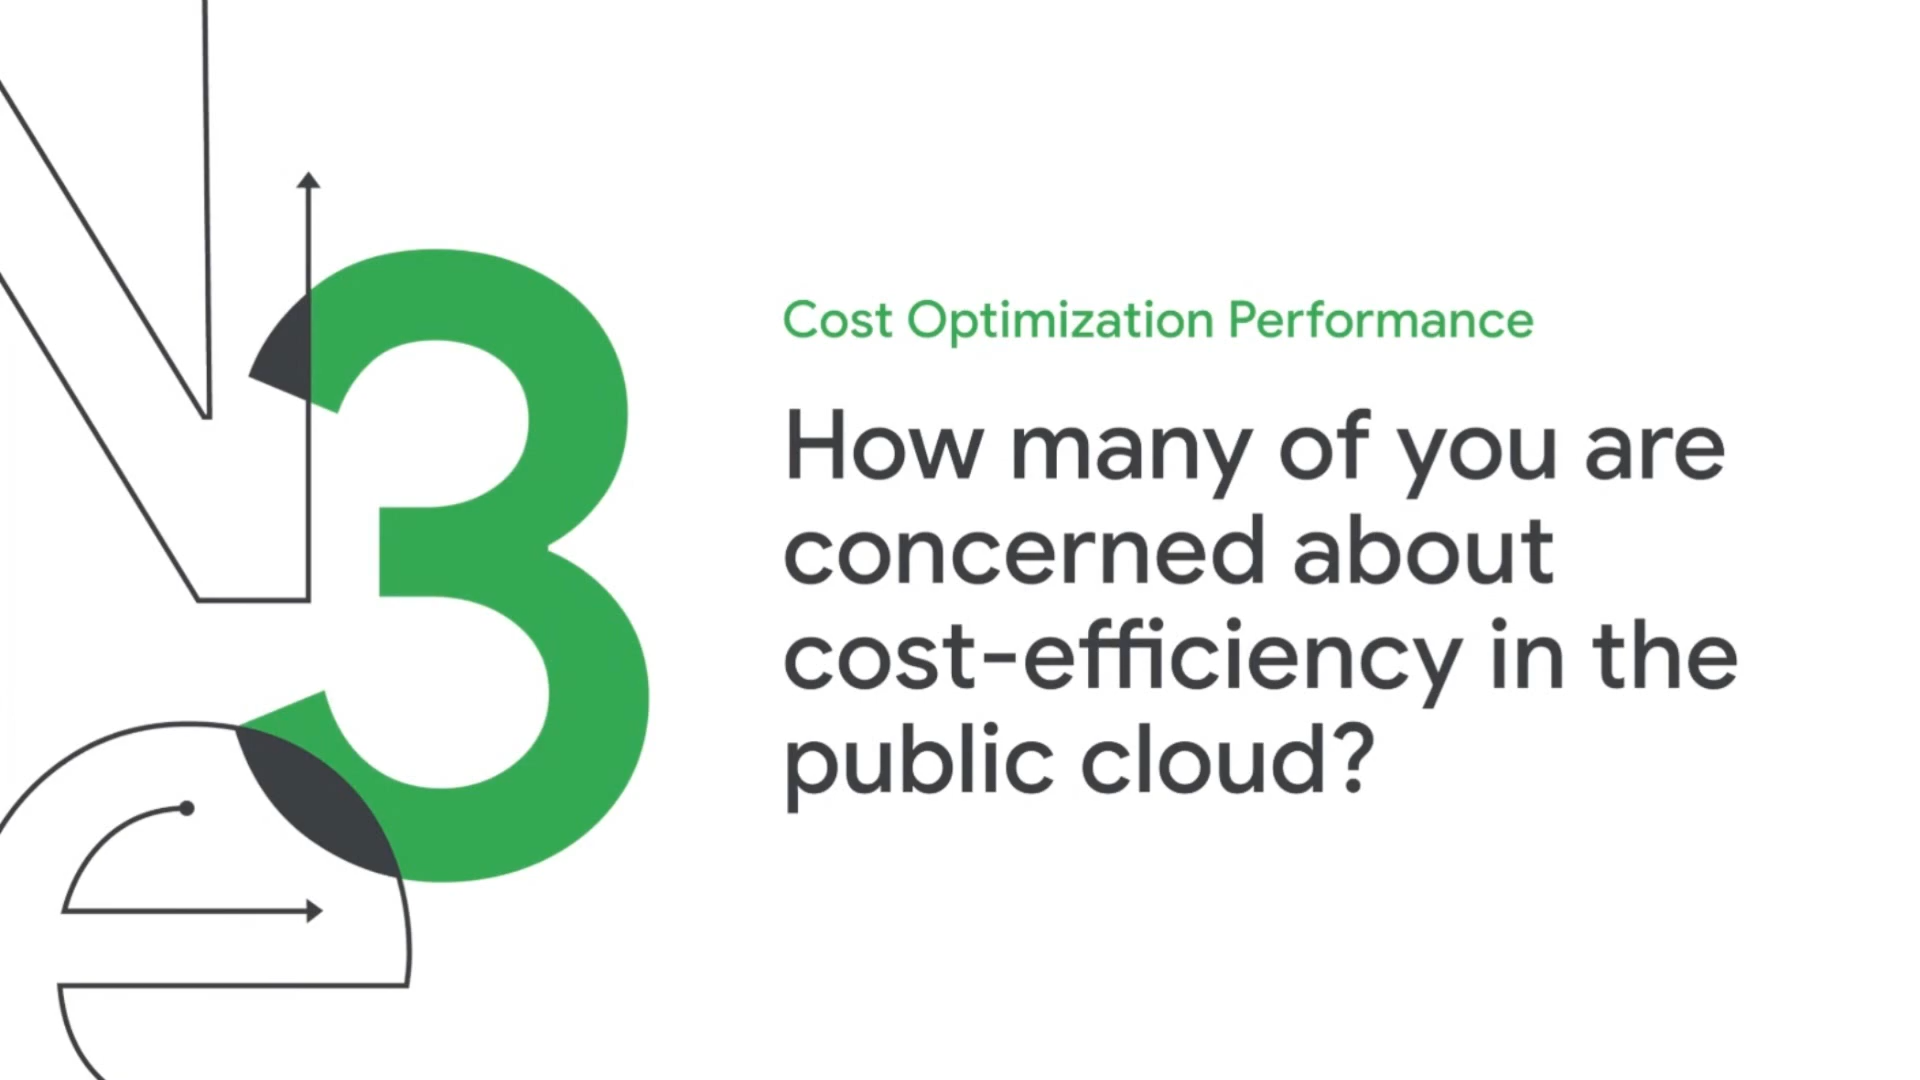 N
3
e
Cost Optimization Performance
How many of you are
concerned about
cost-efficiency in the
public cloud?